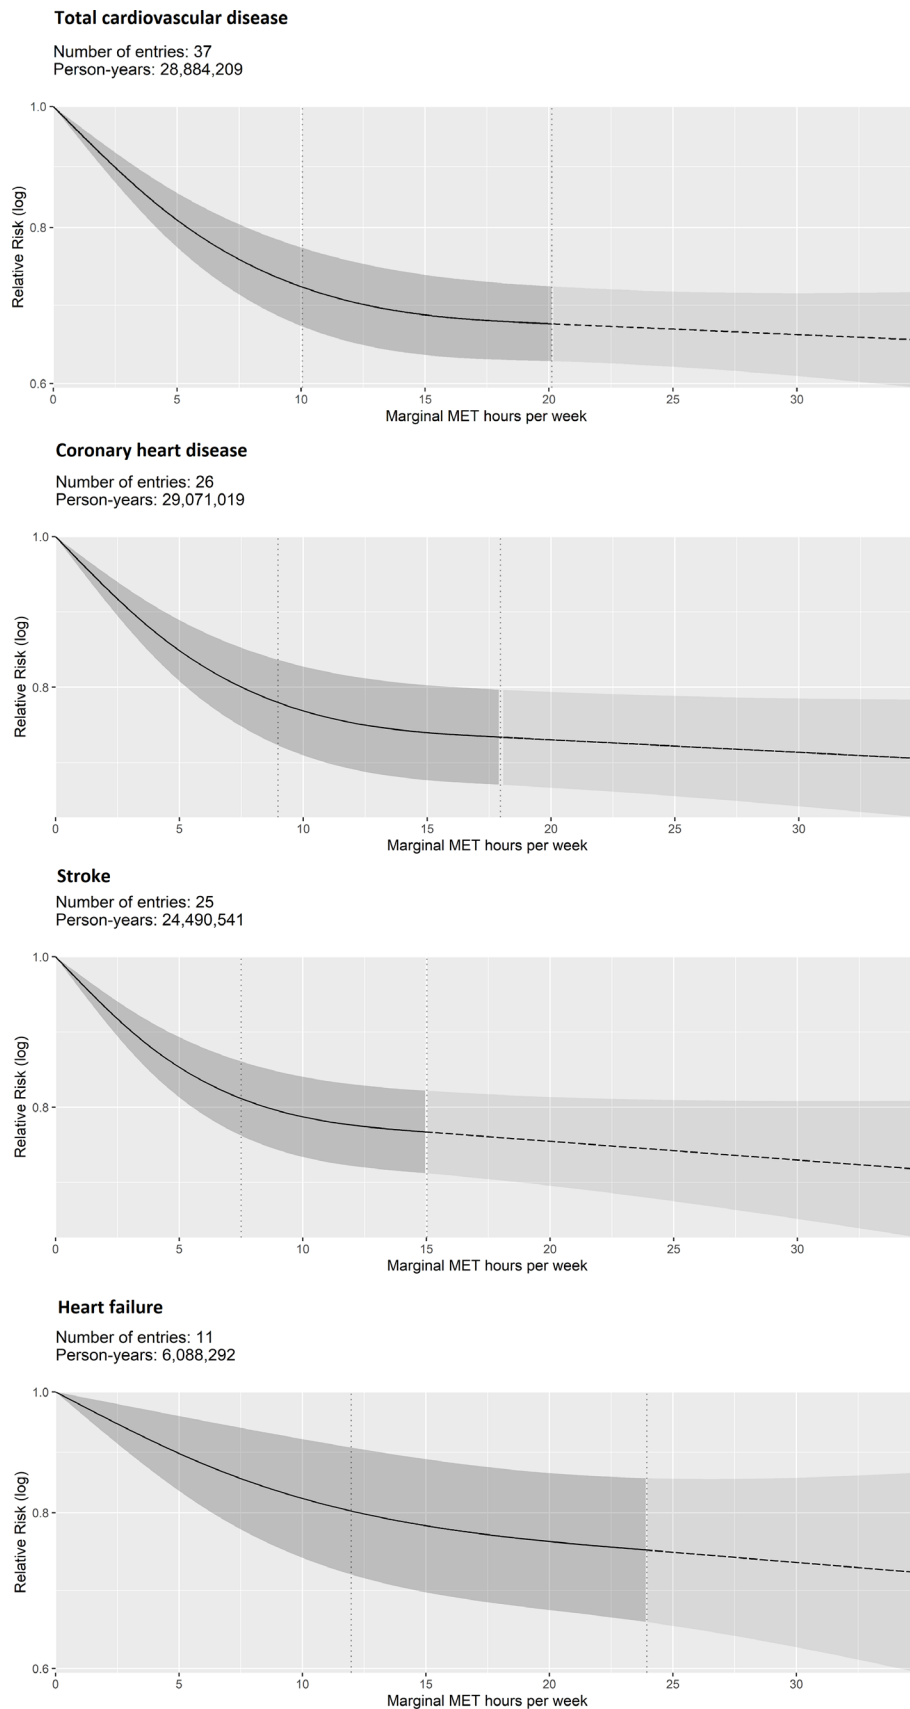 Total cardiovascular disease
Number of entries: 37
Person-years: 28,884,209
1.0
0.8
0.6
Relative Risk (log)
0 5 10 15 20 25 30
Marginal MET hours per week
Coronary heart disease
Number of entries: 26
Person-years: 29,071,019
1.0
0.8
Relative Risk (log)
0 5 10 15 20 25 30
Marginal MET hours per week
Stroke
Number of entries: 25
Person-years: 24,490,541
1.0
0.8
Relative Risk (log)
0 5 10 15 20 25 30
Marginal MET hours per week
Heart failure
Number of entries: 11
Person-years: 6,088,292
1.0
0.8
0.6
Relative Risk (log)
0 5 10 15 20 25 30
Marginal MET hours per week